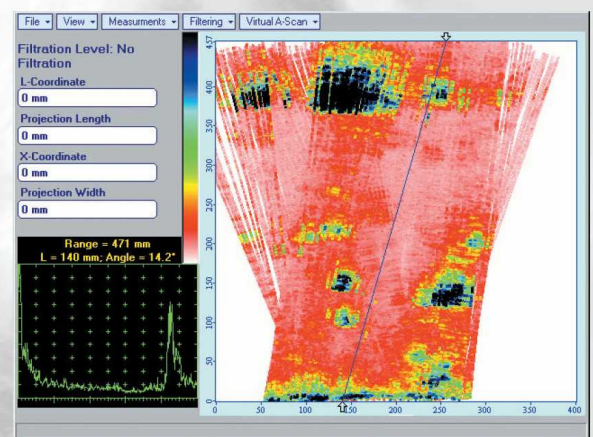 File View Measurments Filtering Virtual A-Scan
Filtration Level: No
Filtration
L-Coordinate
0 mm
Projection Length
0 mm
X-Coordinate
0 mm
Projection Width
0 mm
Range = 471 mm
L = 140 mm; Angle = 14.2°
457
400
350
300
250
200
150
100
50
0
0 50 100 150 200 250 300 350 400